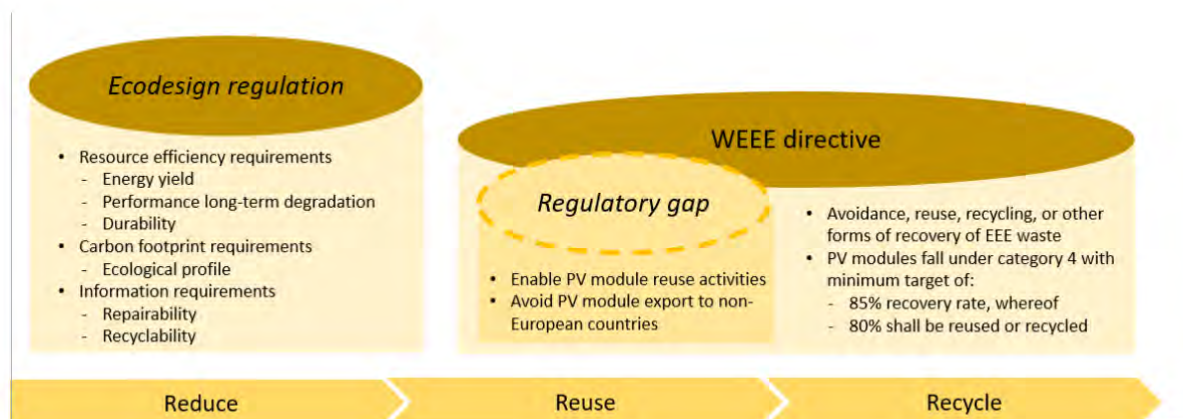 Ecodesign regulation
• Resource efficiency requirements
- Energy yield
- Performance long-term degradation
- Durability
• Carbon footprint requirements
- Ecological profile
• Information requirements
- Repairability
- Recyclability
WEEE directive
Regulatory gap
• Enable PV module reuse activities
• Avoid PV module export to non-
European countries
• Avoidance, reuse, recycling, or other
forms of recovery of EEE waste
• PV modules fall under category 4 with
minimum target of:
- 85% recovery rate, whereof
- 80% shall be reused or recycled
Reduce
Reuse
Recycle